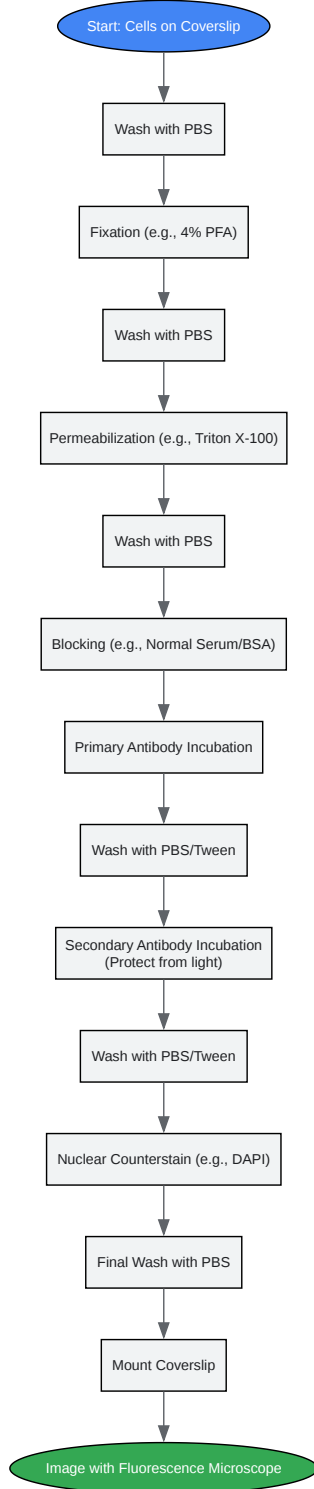 Start: Cells on Coverslip
Wash with PBS
Fixation (e.g., 4% PFA)
Wash with PBS
Permeabilization (e.g., Triton X-100)
Wash with PBS
Blocking (e.g., Normal Serum/BSA)
Primary Antibody Incubation
Wash with PBS/Tween
Secondary Antibody Incubation
(Protect from light)
Wash with PBS/Tween
Nuclear Counterstain (e.g., DAPI)
Final Wash with PBS
Mount Coverslip
Image with Fluorescence Microscope